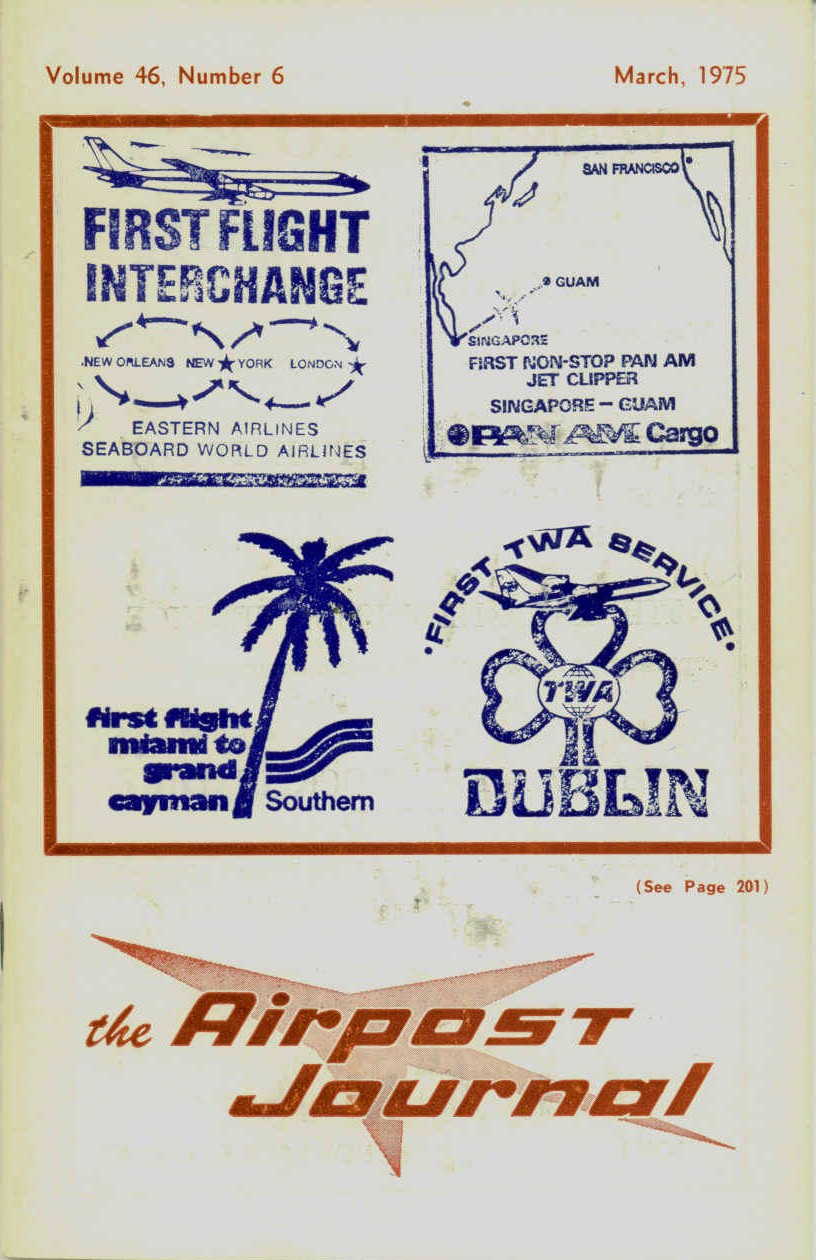 Volume 46, Number 6
March, 1975
FIRST FLIGHT
INTERCHANGE
NEW ORLEANS NEW YORK LONDON
EASTERN AIRLINES
SEABOARD WORLD AIRLINES
SAN FRANCISCO
GUAM
SINGAPORE
FIRST NON-STOP PAN AM
JET CLIPPER
SINGAPORE - GUAM
PAN AM Cargo
first flight
miami to
grand
cayman
Southern
•FIRST TWA SERVICE•
TWA
DUBLIN
(See Page 201)
the Airpost
Journal